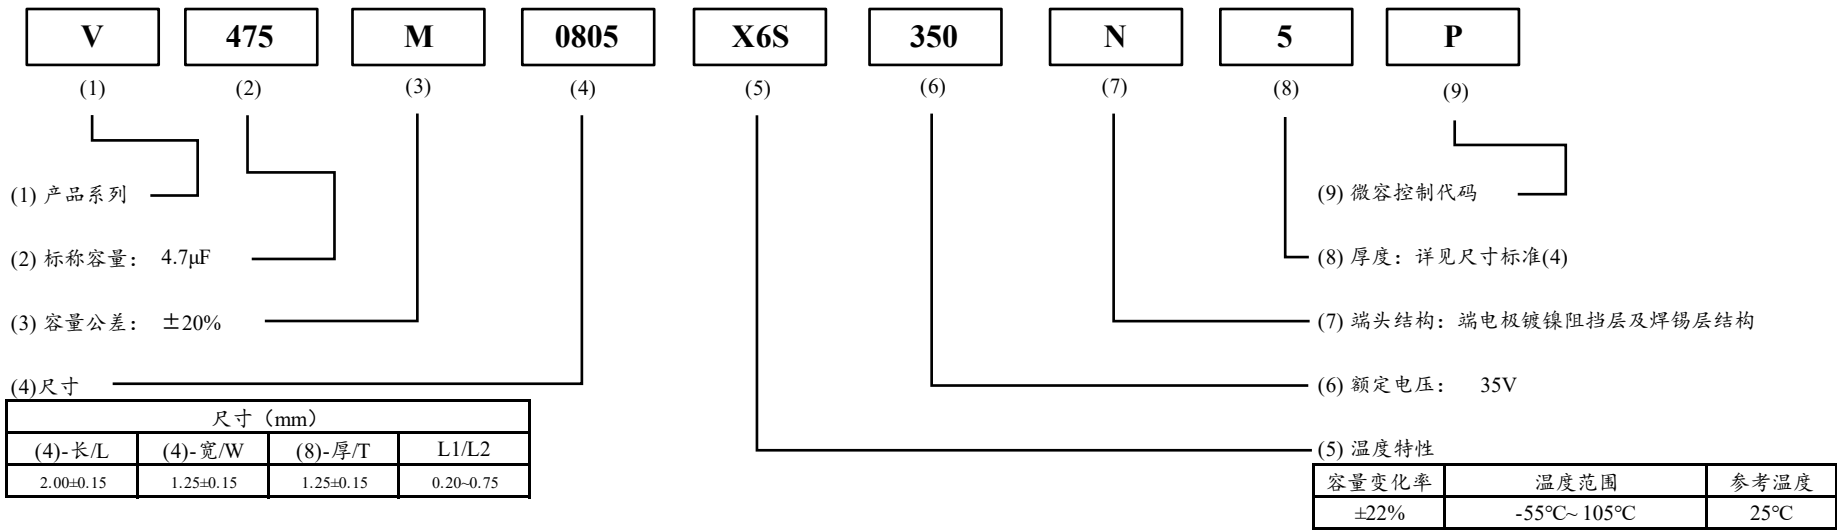 V 475 M 0805 X6S 350 N 5 P
(1) (2) (3) (4) (5) (6) (7) (8) (9)
(1) 产品系列
(2) 标称容量： 4.7μF
(3) 容量公差： ±20%
(4)尺寸
尺寸（mm）
(4)-长/L (4)-宽/W (8)-厚/T L1/L2
2.00±0.15 1.25±0.15 1.25±0.15 0.20~0.75
(9) 微容控制代码
(8) 厚度：详见尺寸标准(4)
(7) 端头结构：端电极镀镍阻挡层及焊锡层结构
(6) 额定电压： 35V
(5) 温度特性
容量变化率 温度范围 参考温度
±22% -55℃~ 105℃ 25℃